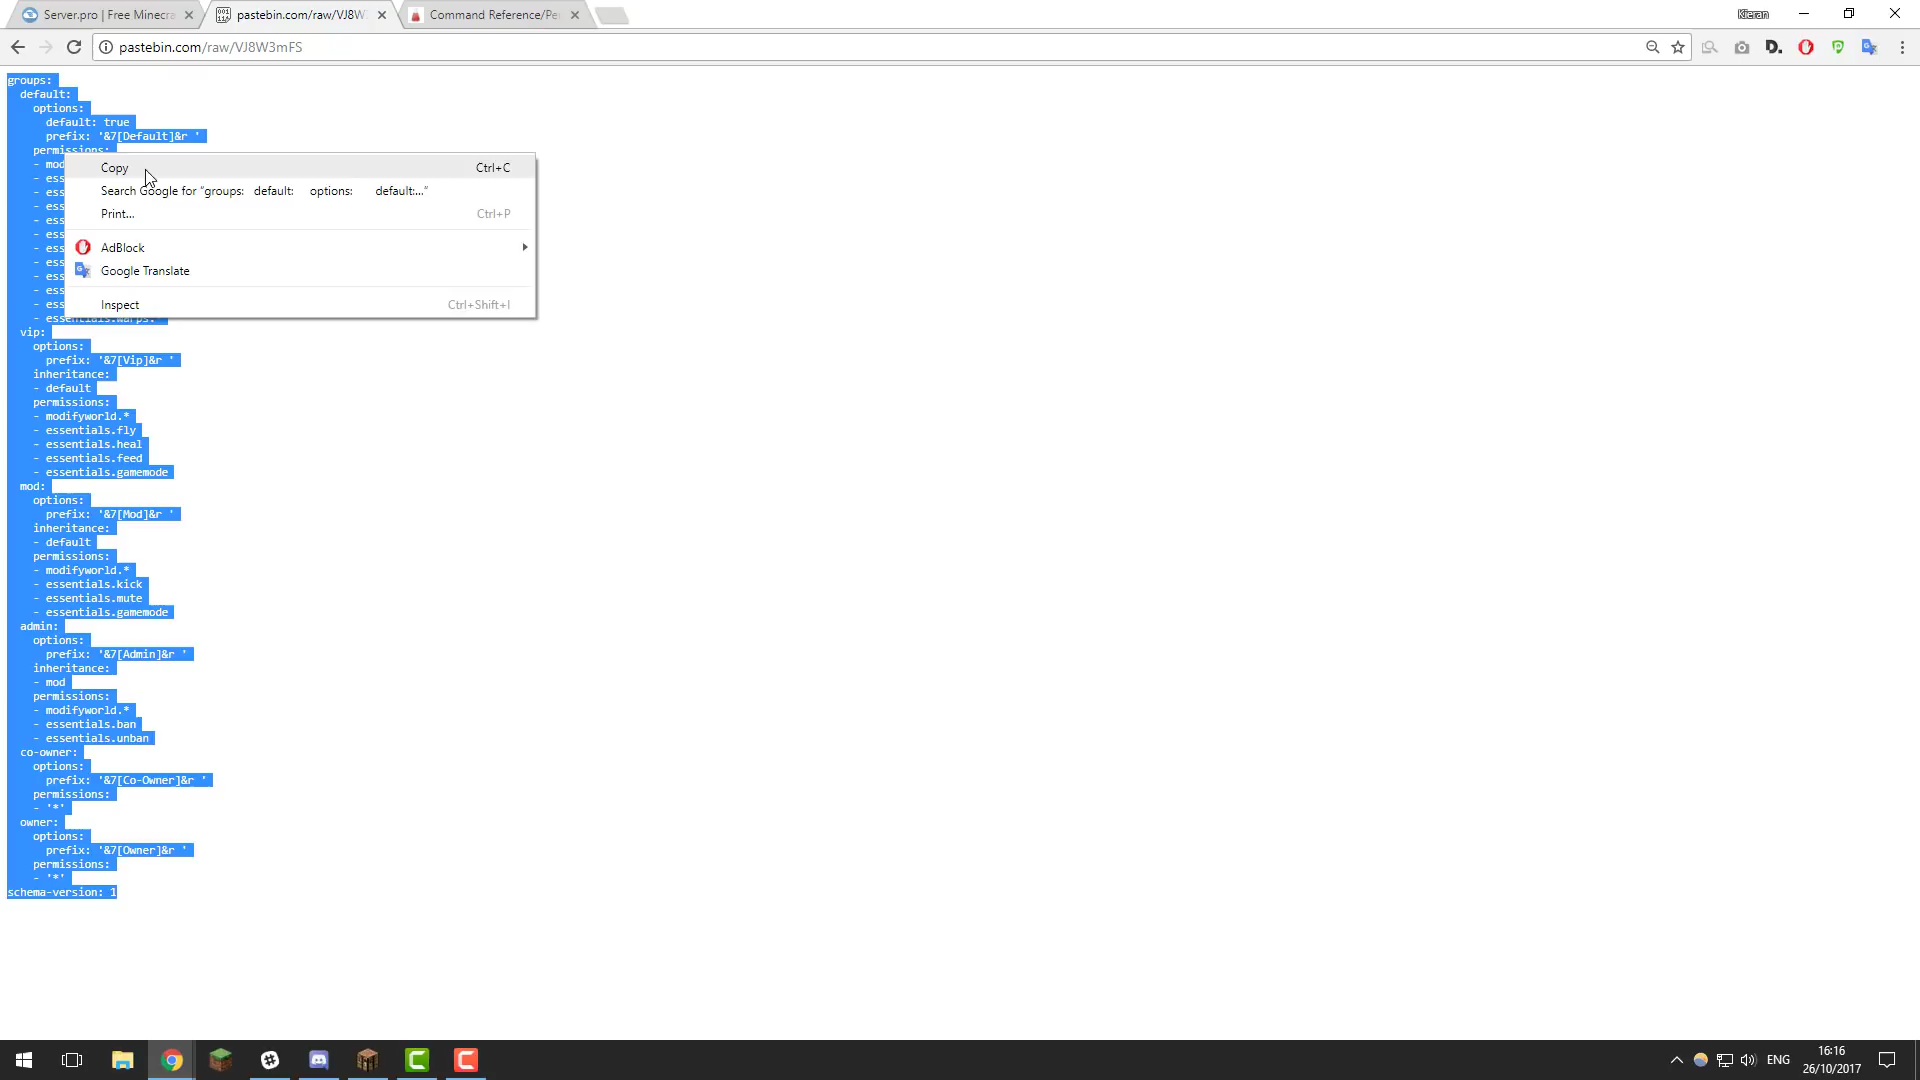 Server.pro | Free Minecra
pastebin.com/raw/VJ8W
Command Reference/Pe
Kieran
pastebin.com/raw/VJ8W3mFS
groups:
default:
options:
default: true
prefix: '&7[Default]&r '
permissions:
- mod
- ess
- ess
- ess
- ess
- ess
- ess
- ess
- ess
- ess
- ess
- essentials.warps.*
Copy Ctrl+C
Search Google for “groups: default: options: default:...”
Print... Ctrl+P
AdBlock
Google Translate
Inspect Ctrl+Shift+I
vip:
options:
prefix: '&7[Vip]&r '
inheritance:
- default
permissions:
- modifyworld.*
- essentials.fly
- essentials.heal
- essentials.feed
- essentials.gamemode
mod:
options:
prefix: '&7[Mod]&r '
inheritance:
- default
permissions:
- modifyworld.*
- essentials.kick
- essentials.mute
- essentials.gamemode
admin:
options:
prefix: '&7[Admin]&r '
inheritance:
- mod
permissions:
- modifyworld.*
- essentials.ban
- essentials.unban
co-owner:
options:
prefix: '&7[Co-Owner]&r '
permissions:
- '*'
owner:
options:
prefix: '&7[Owner]&r '
permissions:
- '*'
schema-version: 1
ENG
16:16
26/10/2017